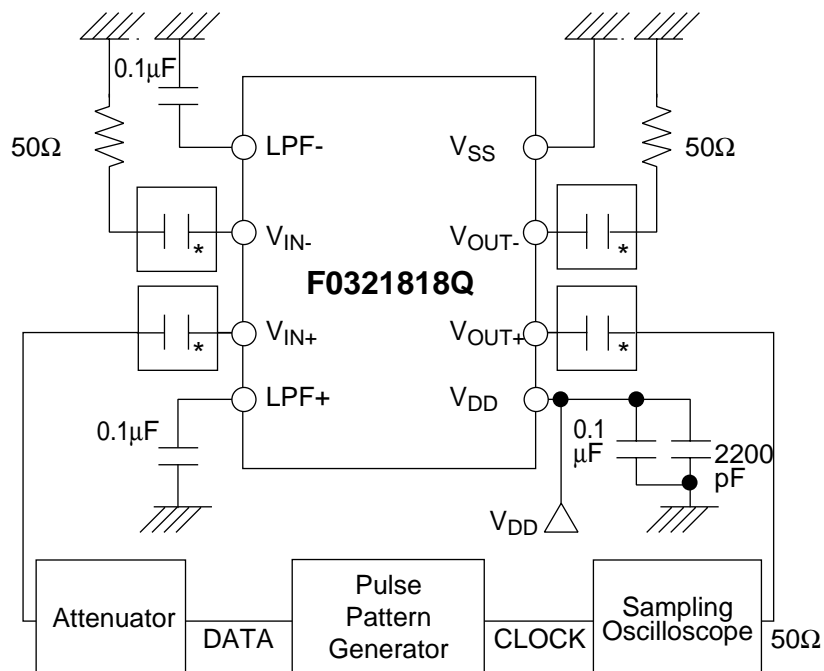 0.1μF
50Ω
LPF-
VSS
50Ω
*
VIN-
VOUT-
*
F0321818Q
*
VIN+
VOUT+
*
LPF+
VDD
0.1μF
0.1
μF
2200
pF
VDD
Attenuator
DATA
Pulse
Pattern
Generator
CLOCK
Sampling
Oscilloscope
50Ω